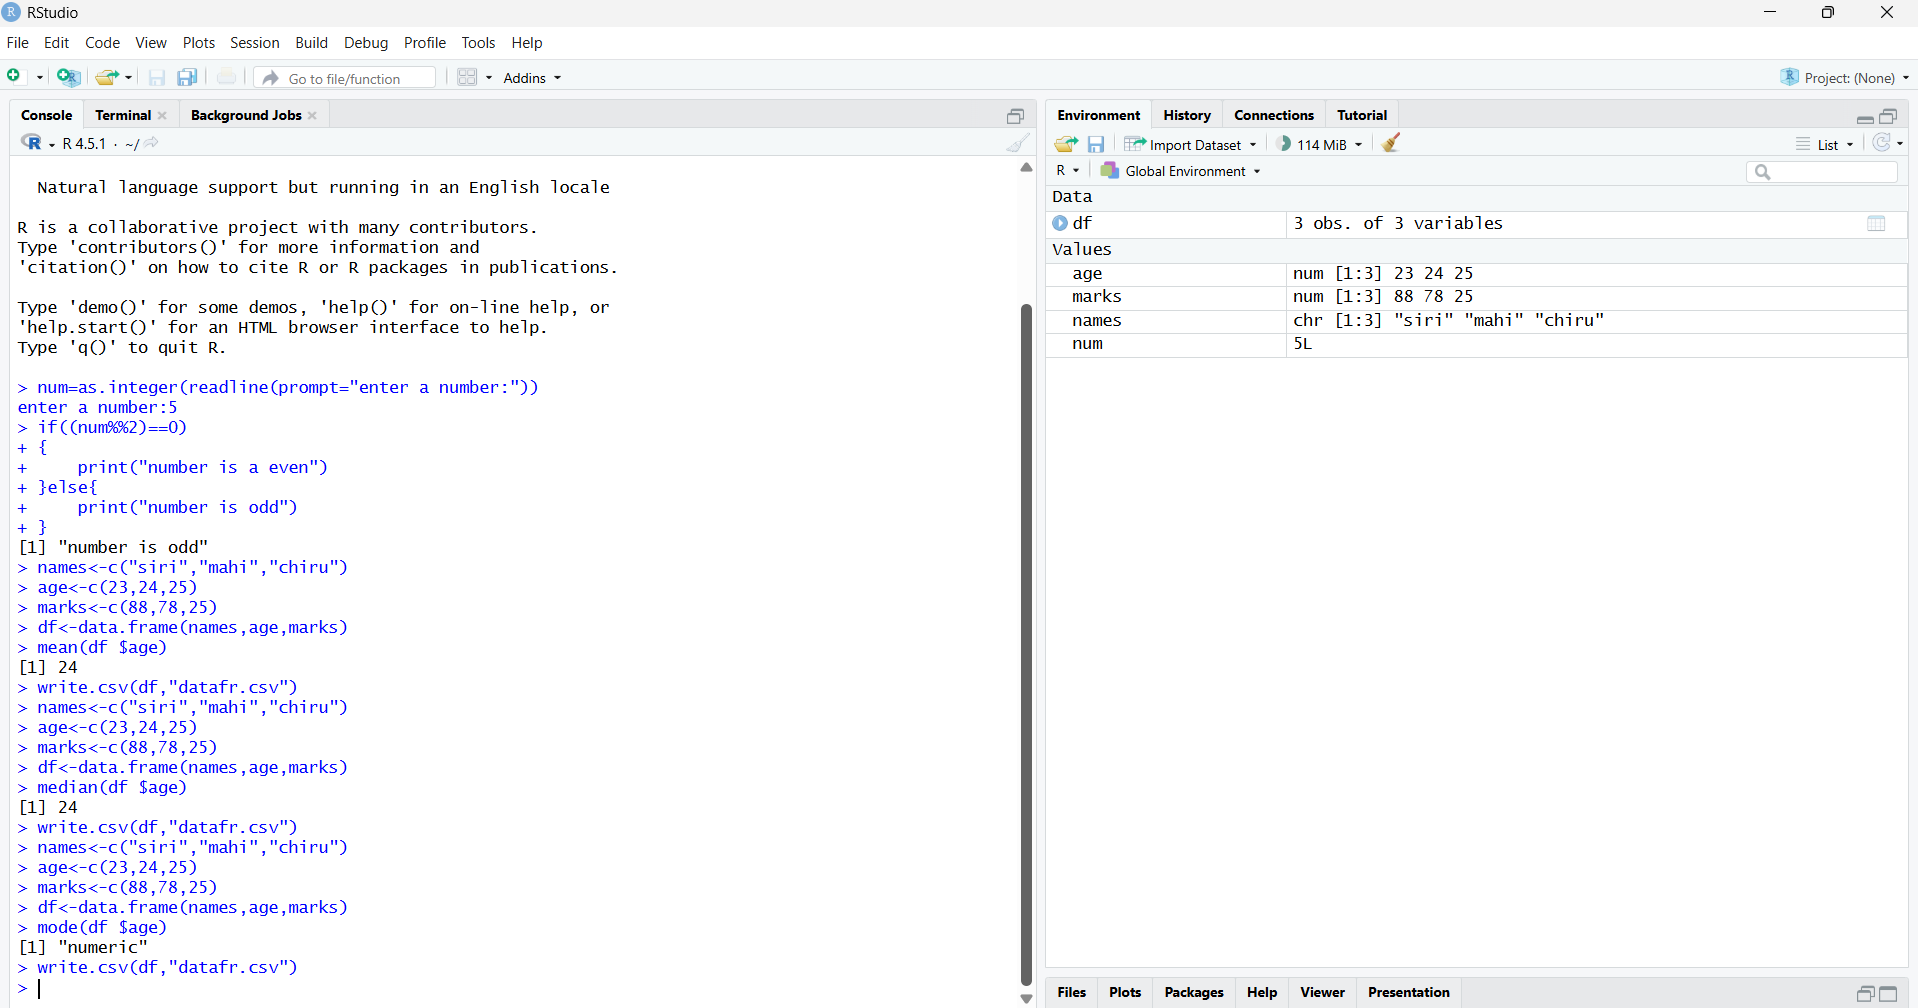 RStudio
File Edit Code View Plots Session Build Debug Profile Tools Help
Go to file/function Addins Project: (None)
Console Terminal Background Jobs
R 4.5.1 · ~/
Natural language support but running in an English locale
R is a collaborative project with many contributors.
Type 'contributors()' for more information and
'citation()' on how to cite R or R packages in publications.
Type 'demo()' for some demos, 'help()' for on-line help, or
'help.start()' for an HTML browser interface to help.
Type 'q()' to quit R.
> num=as.integer(readline(prompt="enter a number:"))
enter a number:5
> if((num%%2)==0)
+ {
+     print("number is a even")
+ }else{
+     print("number is odd")
+ }
[1] "number is odd"
> names<-c("siri","mahi","chiru")
> age<-c(23,24,25)
> marks<-c(88,78,25)
> df<-data.frame(names,age,marks)
> mean(df $age)
[1] 24
> write.csv(df,"datafr.csv")
> names<-c("siri","mahi","chiru")
> age<-c(23,24,25)
> marks<-c(88,78,25)
> df<-data.frame(names,age,marks)
> median(df $age)
[1] 24
> write.csv(df,"datafr.csv")
> names<-c("siri","mahi","chiru")
> age<-c(23,24,25)
> marks<-c(88,78,25)
> df<-data.frame(names,age,marks)
> mode(df $age)
[1] "numeric"
> write.csv(df,"datafr.csv")
>
Environment History Connections Tutorial
Import Dataset 114 MiB List
R Global Environment
Data
df 3 obs. of 3 variables
Values
age num [1:3] 23 24 25
marks num [1:3] 88 78 25
names chr [1:3] "siri" "mahi" "chiru"
num 5L
Files Plots Packages Help Viewer Presentation